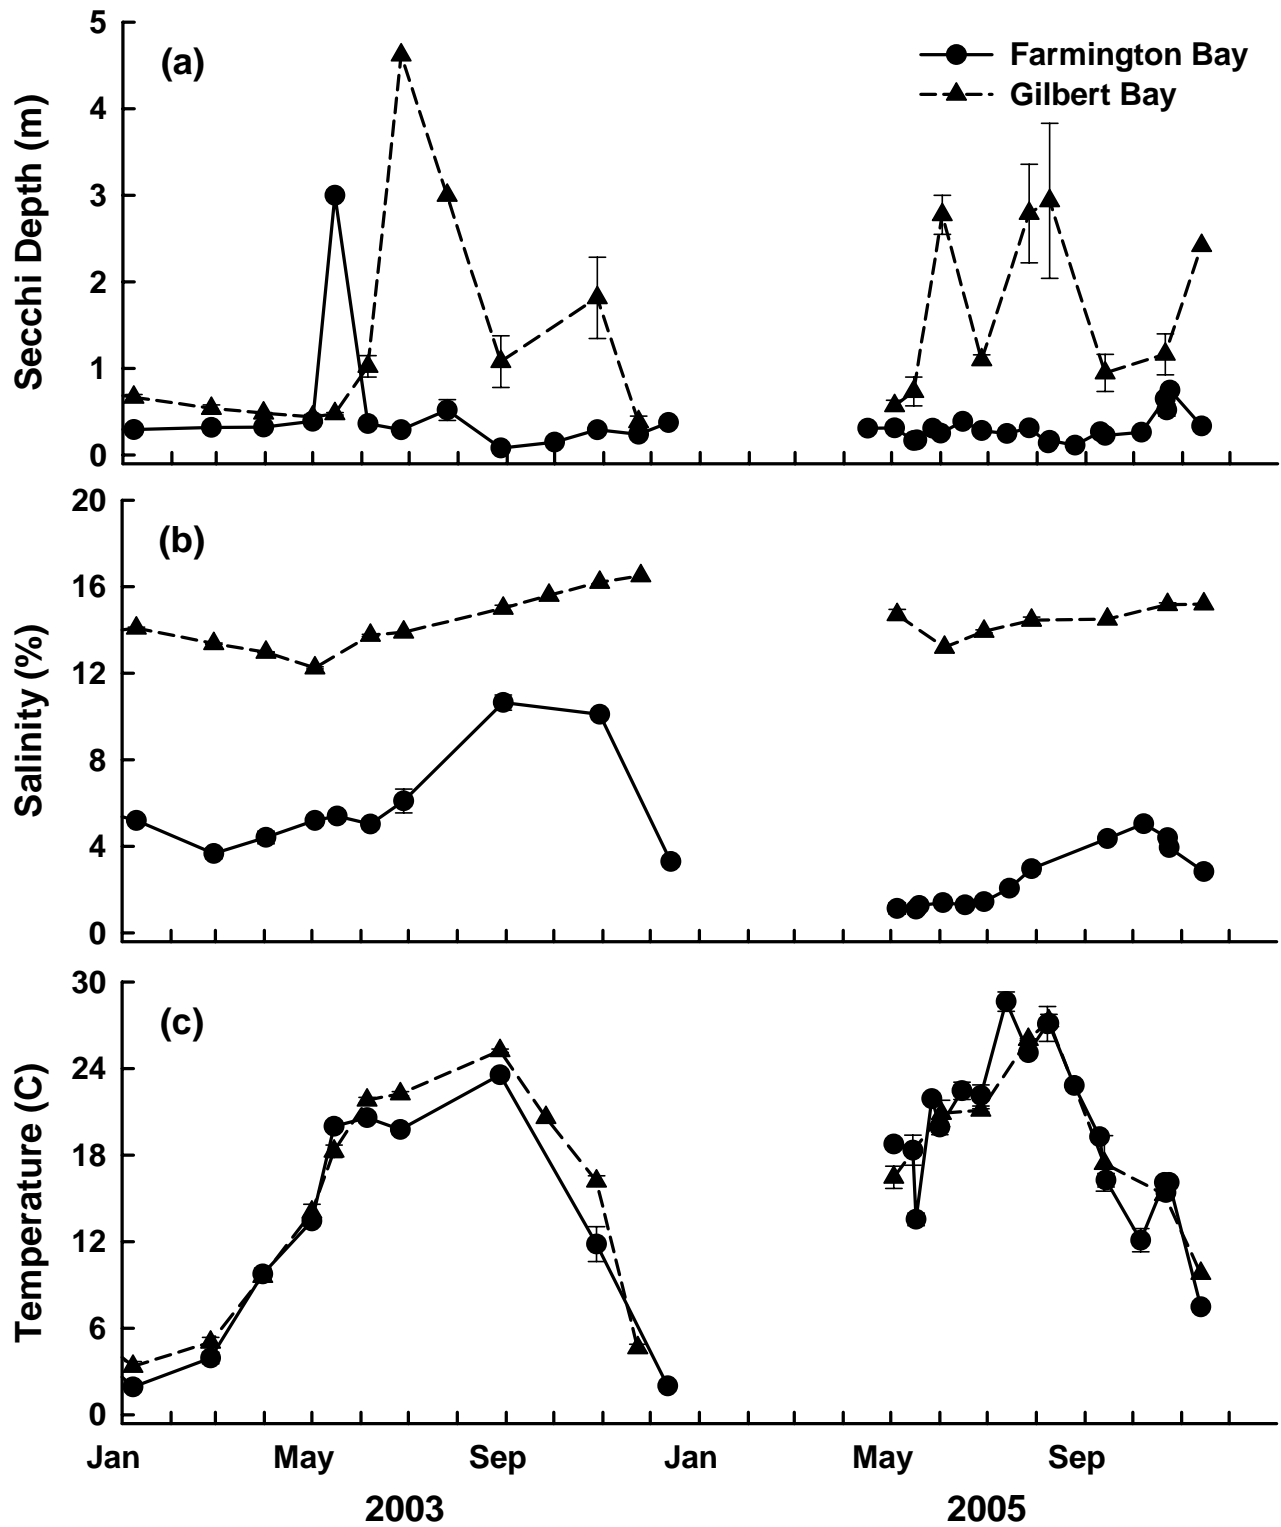 (a)
Farmington Bay
Gilbert Bay
Secchi Depth (m)
5
4
3
2
1
0
(b)
Salinity (%)
20
16
12
8
4
0
(c)
Temperature (C)
30
24
18
12
6
0
Jan May Sep Jan May Sep
2003 2005